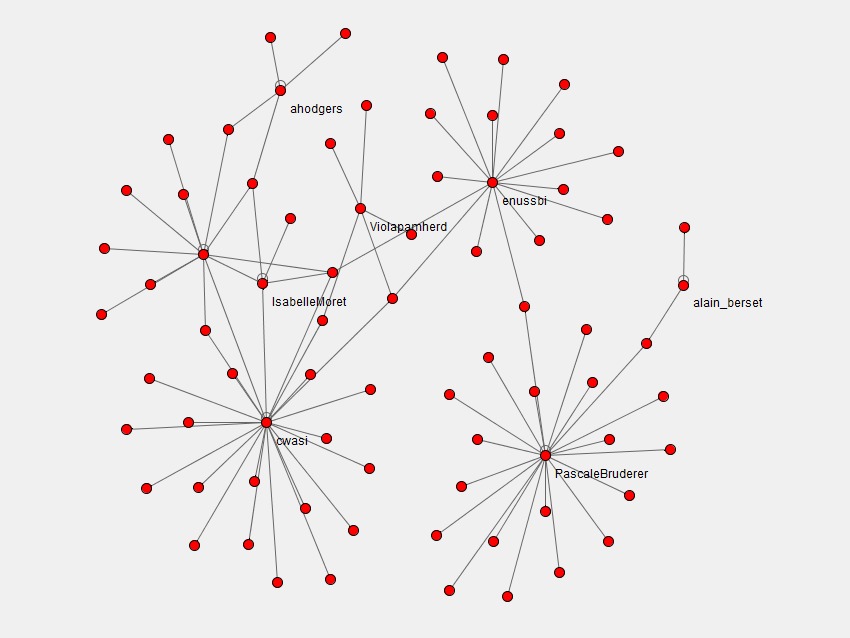 ahodgers
enussbi
Violapamherd
IsabelleMoret
alain_berset
cwasi
PascaleBruderer